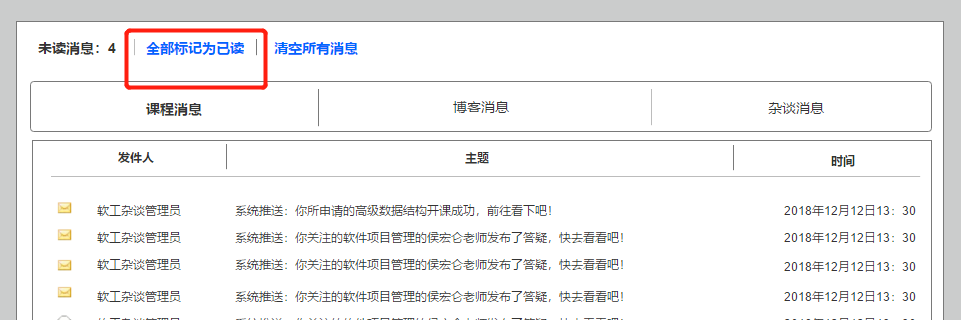 未读消息：4 全部标记为已读 清空所有消息
课程消息 博客消息 杂谈消息
发件人 主题 时间
软工杂谈管理员 系统推送：你所申请的高级数据结构开课成功，前往看下吧！ 2018年12月12日13：30
软工杂谈管理员 系统推送：你关注的软件项目管理的侯宏仑老师发布了答疑，快去看看吧！ 2018年12月12日13：30
软工杂谈管理员 系统推送：你关注的软件项目管理的侯宏仑老师发布了答疑，快去看看吧！ 2018年12月12日13：30
软工杂谈管理员 系统推送：你关注的软件项目管理的侯宏仑老师发布了答疑，快去看看吧！ 2018年12月12日13：30